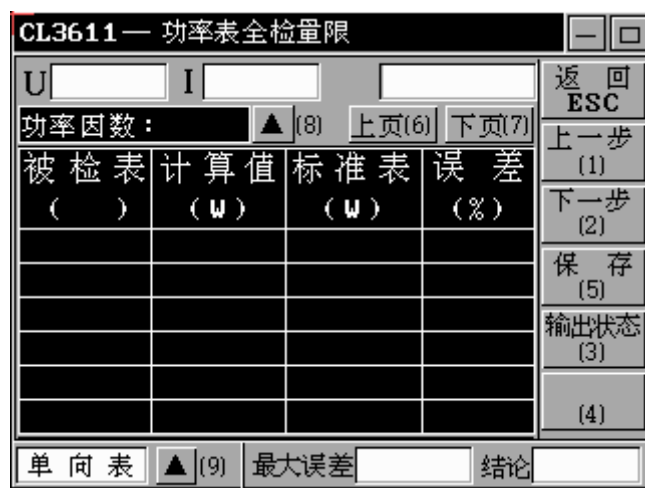 CL3611— 功率表全检量限
U I
功率因数： ▲ (8) 上页(6) 下页(7)
被 检 表 计 算 值 标 准 表 误 差
( ) (W) (W) (%)
返 回
ESC
上一步
(1)
下一步
(2)
保 存
(5)
输出状态
(3)
(4)
单 向 表 ▲ (9) 最大误差 结论